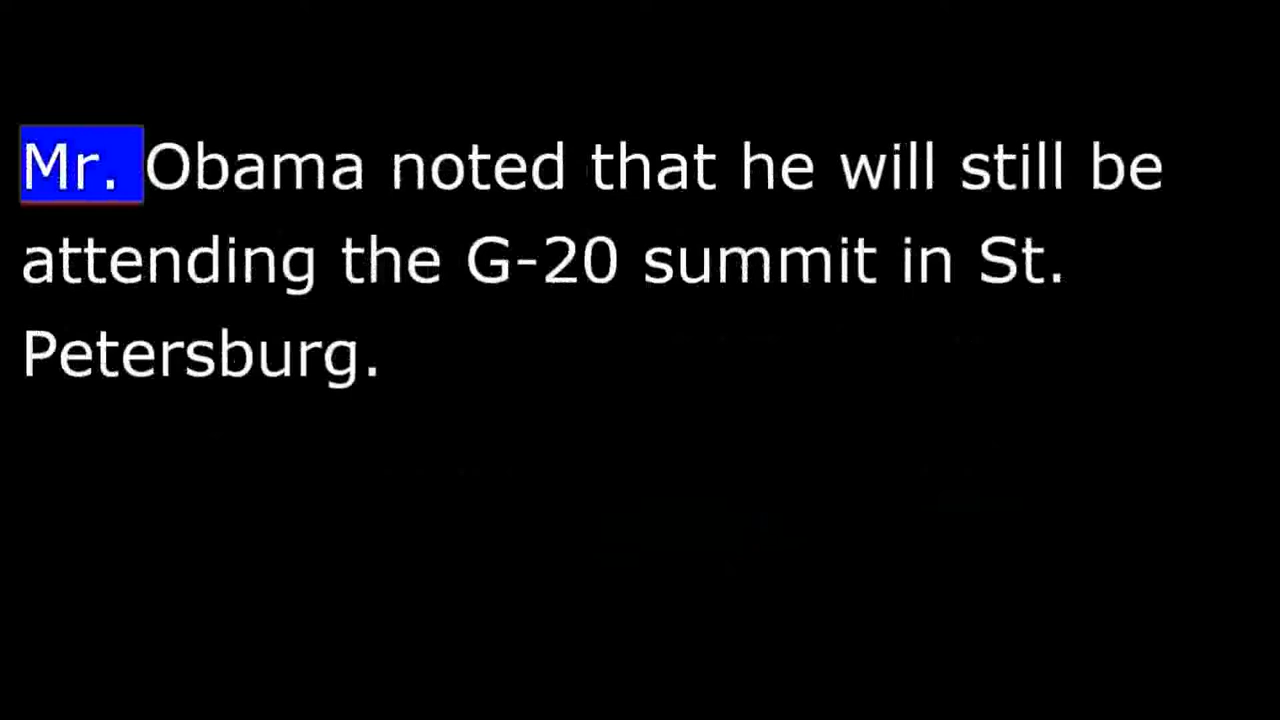 Mr. Obama noted that he will still be
attending the G-20 summit in St.
Petersburg.